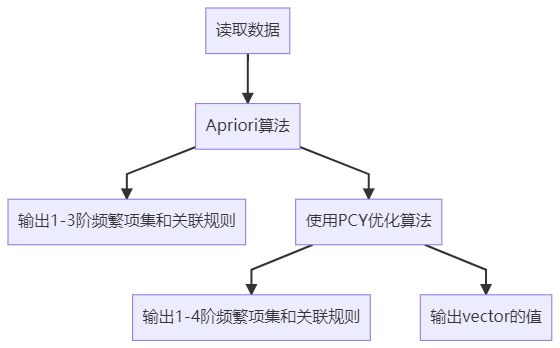 读取数据
Apriori算法
输出1-3阶频繁项集和关联规则
使用PCY优化算法
输出1-4阶频繁项集和关联规则
输出vector的值